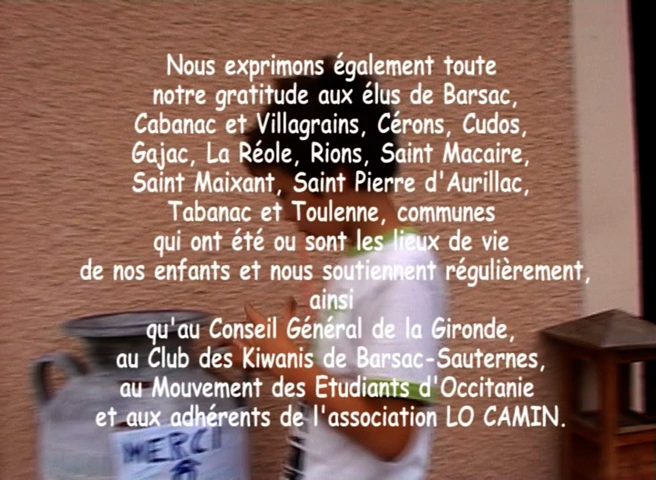 Nous exprimons également toute
notre gratitude aux élus de Barsac,
Cabanac et Villagrains, Cérons, Cudos,
Gajac, La Réole, Rions, Saint Macaire,
Saint Maixant, Saint Pierre d'Aurillac,
Tabanac et Toulenne, communes
qui ont été ou sont les lieux de vie
de nos enfants et nous soutiennent régulièrement,
ainsi
qu'au Conseil Général de la Gironde,
au Club des Kiwanis de Barsac-Sauternes,
au Mouvement des Etudiants d'Occitanie
et aux adhérents de l'association LO CAMIN.
MERCI